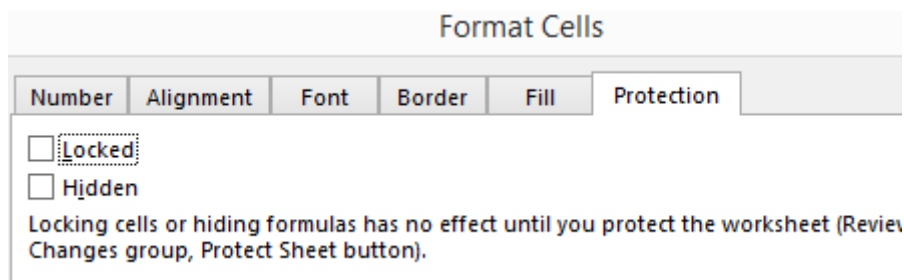 Format Cells
Number Alignment Font Border Fill Protection
Locked
Hidden
Locking cells or hiding formulas has no effect until you protect the worksheet
Changes group, Protect Sheet button).